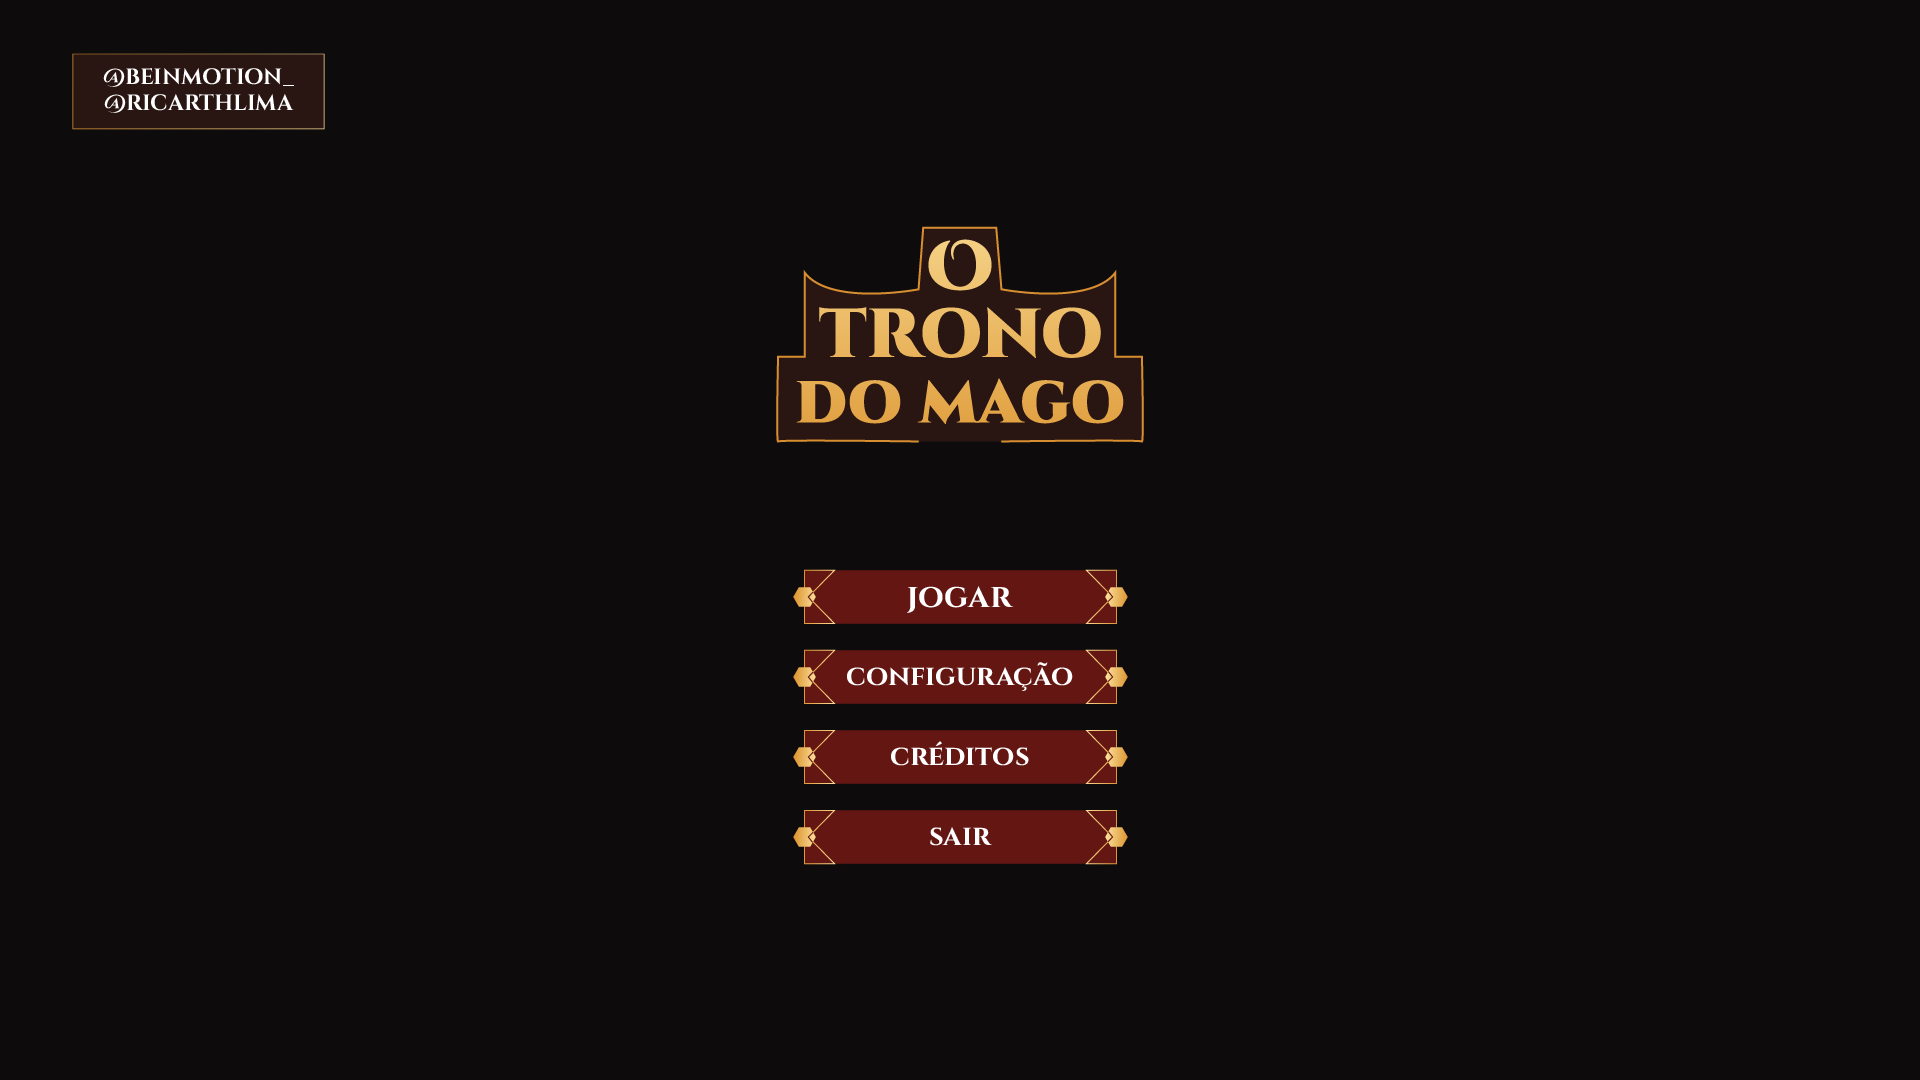 @BEINMOTION_
@RICARTHLIMA
O
TRONO
DO MAGO
JOGAR
CONFIGURAÇÃO
CRÉDITOS
SAIR